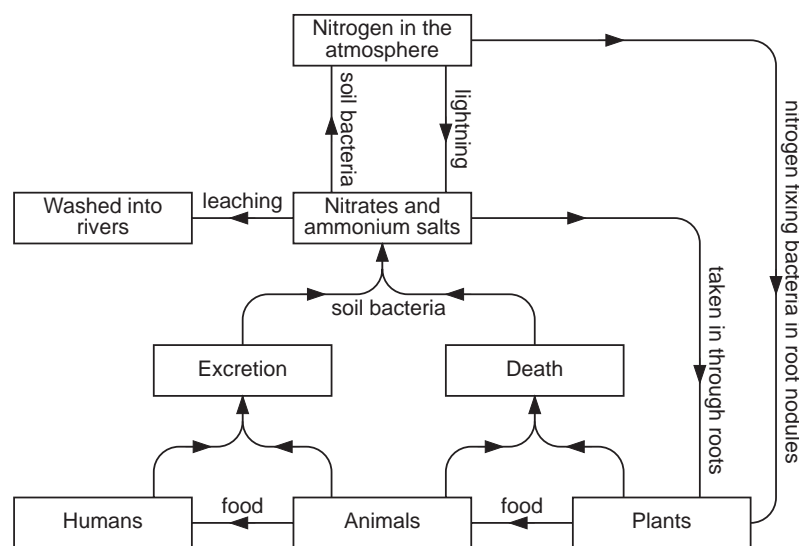 Nitrogen in the
atmosphere
soil bacteria
lightning
nitrogen fixing bacteria in root nodules
leaching
Washed into
rivers
Nitrates and
ammonium salts
taken in through roots
soil bacteria
Excretion
Death
food
food
Humans
Animals
Plants